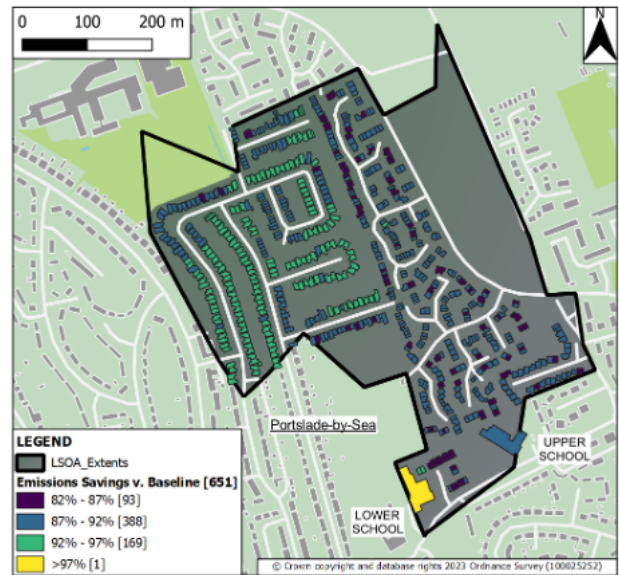 0 100 200 m
N
Portslade-by-Sea
UPPER
SCHOOL
LOWER
SCHOOL
LEGEND
LSOA_Extents
Emissions Savings v. Baseline [651]
82% - 87% [93]
87% - 92% [388]
92% - 97% [169]
>97% [1]
© Crown copyright and database rights 2023 Ordnance Survey (100025252)